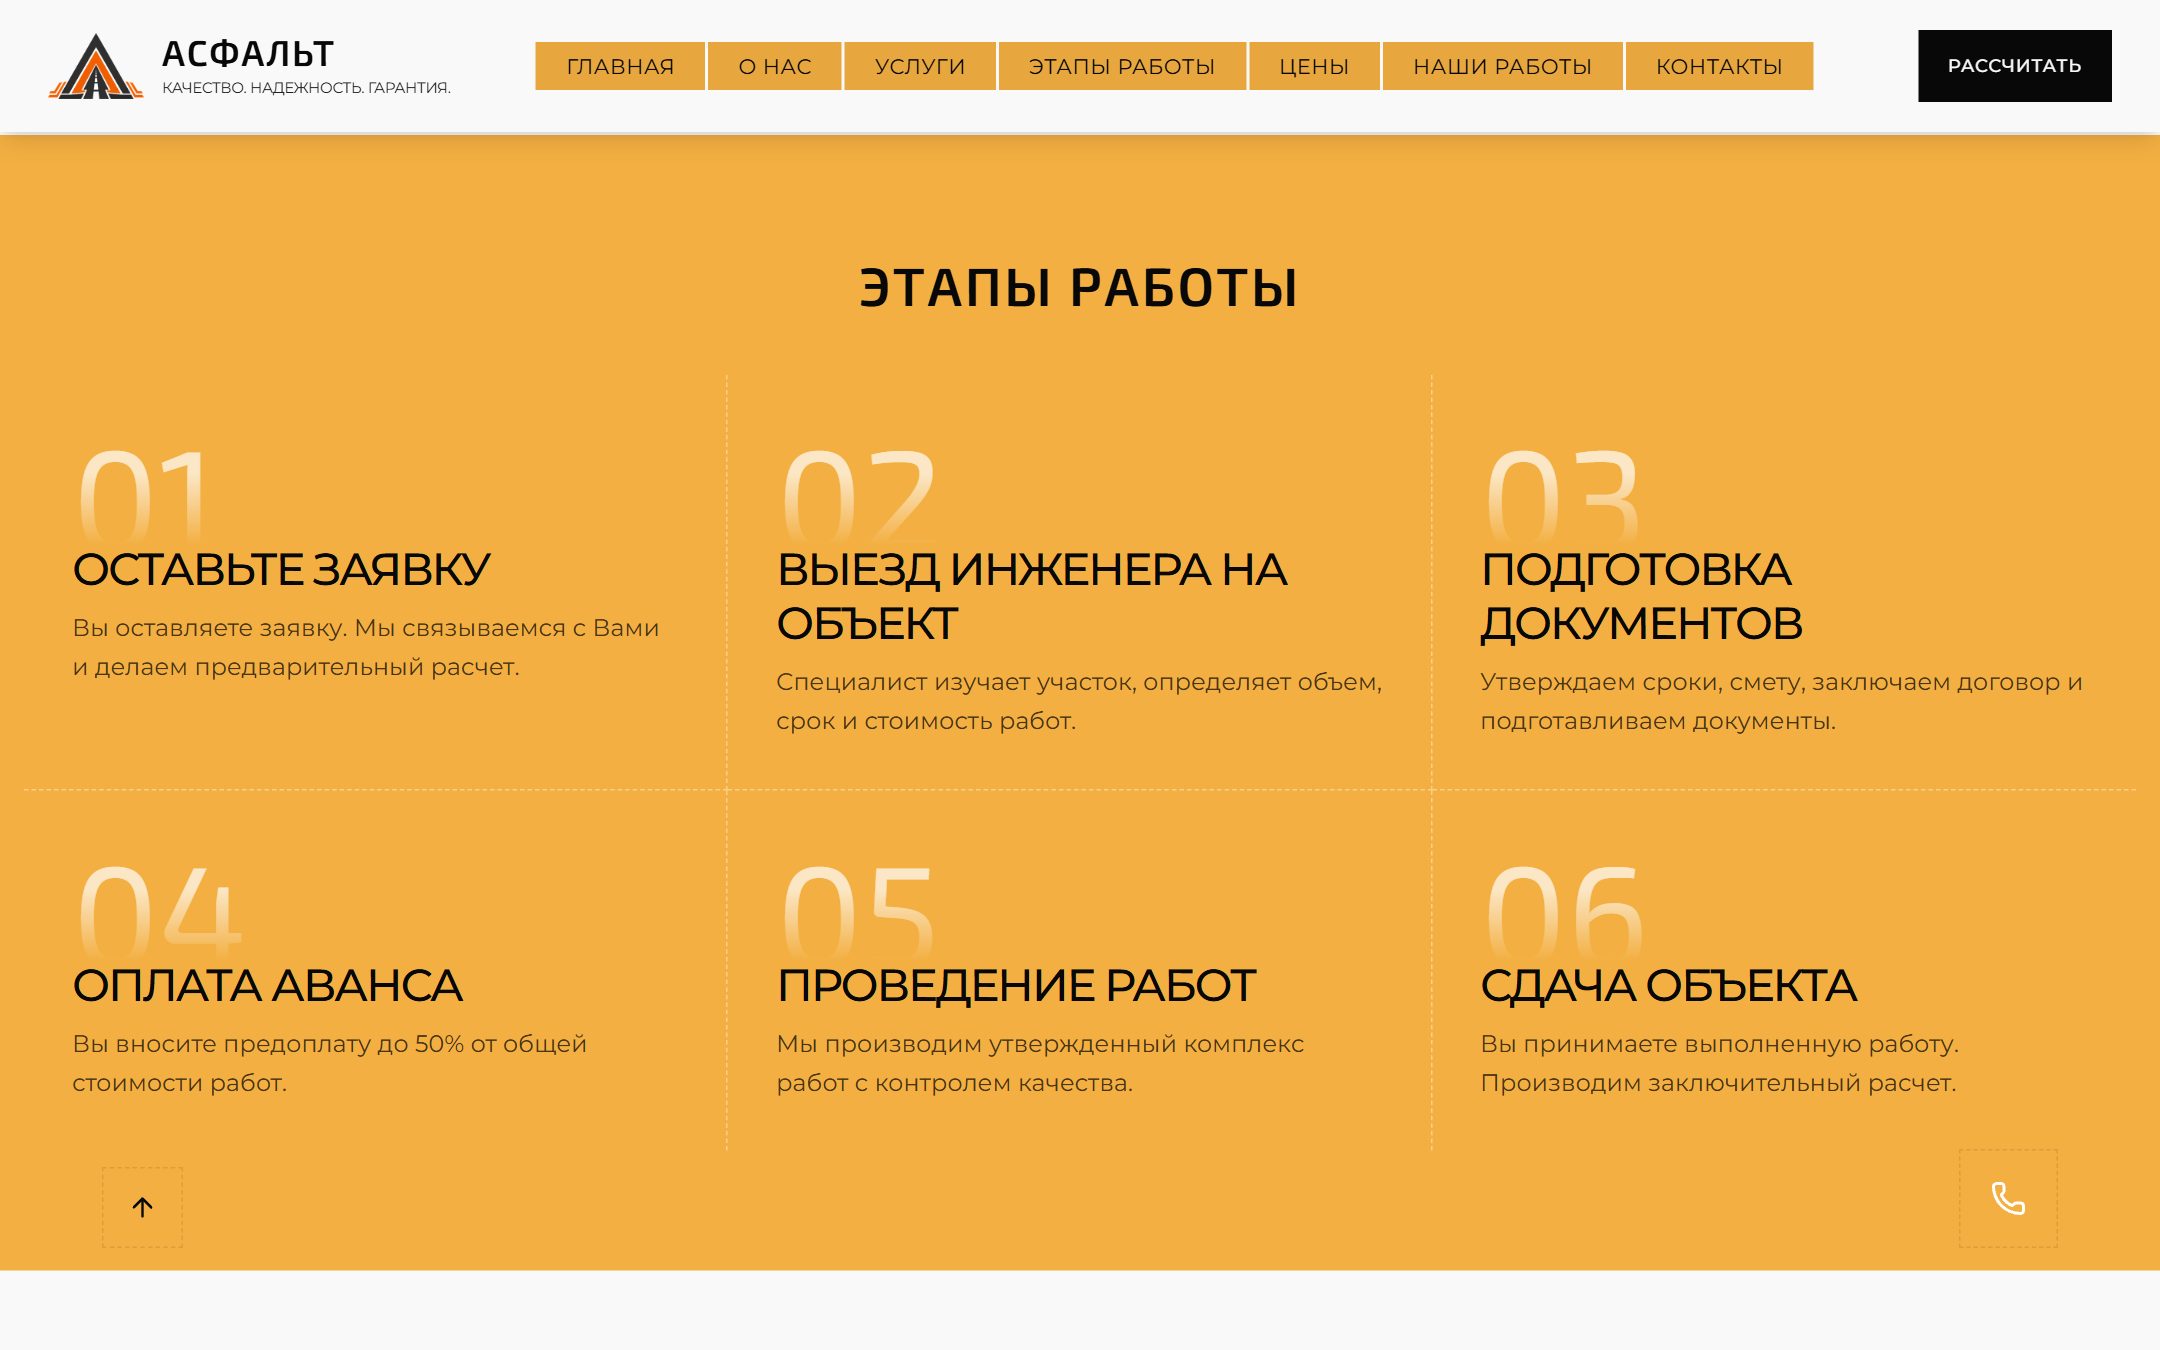 АСФАЛЬТ
КАЧЕСТВО. НАДЕЖНОСТЬ. ГАРАНТИЯ.
ГЛАВНАЯ
О НАС
УСЛУГИ
ЭТАПЫ РАБОТЫ
ЦЕНЫ
НАШИ РАБОТЫ
КОНТАКТЫ
РАССЧИТАТЬ
ЭТАПЫ РАБОТЫ
01
ОСТАВЬТЕ ЗАЯВКУ
Вы оставляете заявку. Мы связываемся с Вами
и делаем предварительный расчет.
02
ВЫЕЗД ИНЖЕНЕРА НА
ОБЪЕКТ
Специалист изучает участок, определяет объем,
срок и стоимость работ.
03
ПОДГОТОВКА
ДОКУМЕНТОВ
Утверждаем сроки, смету, заключаем договор и
подготавливаем документы.
04
ОПЛАТА АВАНСА
Вы вносите предоплату до 50% от общей
стоимости работ.
05
ПРОВЕДЕНИЕ РАБОТ
Мы производим утвержденный комплекс
работ с контролем качества.
06
СДАЧА ОБЪЕКТА
Вы принимаете выполненную работу.
Производим заключительный расчет.